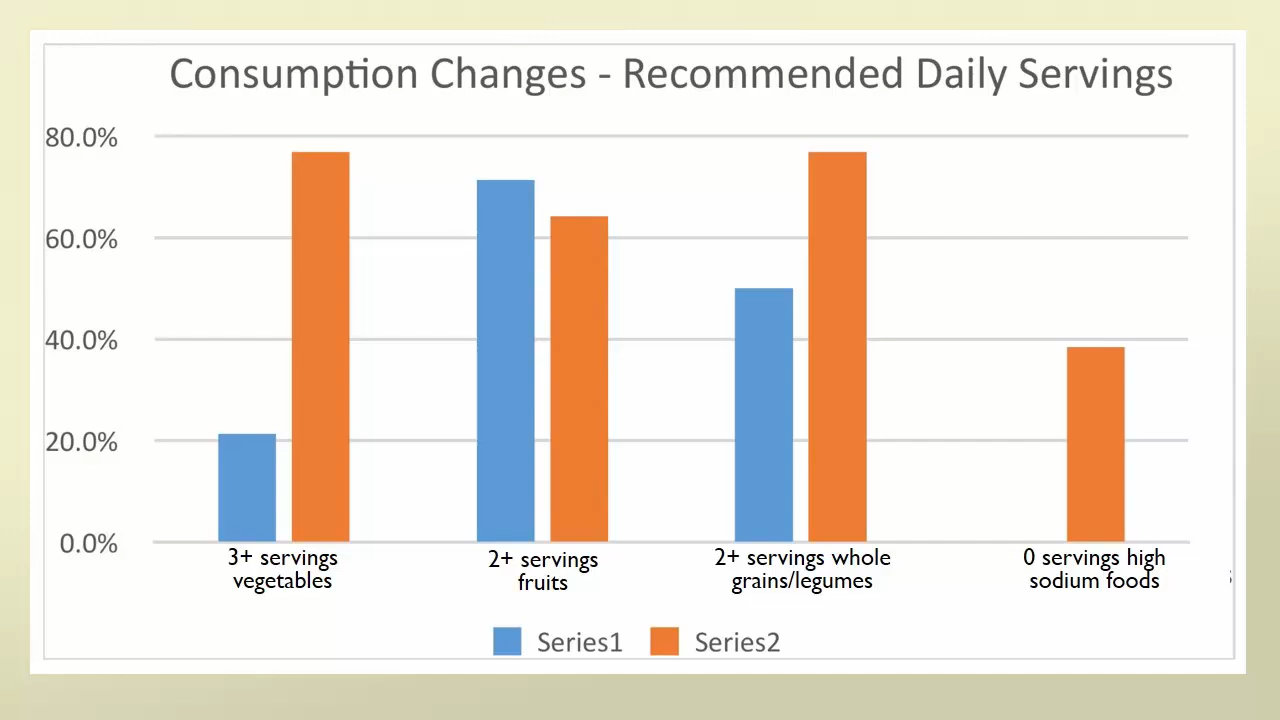 Consumption Changes - Recommended Daily Servings
80.0%
60.0%
40.0%
20.0%
0.0%
3+ servings
vegetables
2+ servings
fruits
2+ servings whole
grains/legumes
0 servings high
sodium foods
Series1 Series2